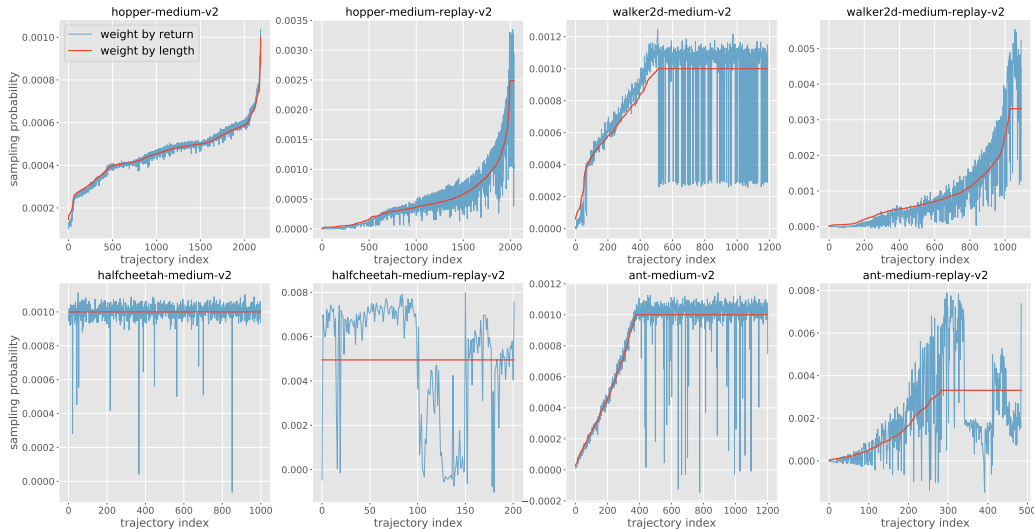 hopper-medium-v2
weight by return
weight by length
sampling probability
0.0010
0.0008
0.0006
0.0004
0.0002
0 500 1000 1500 2000
trajectory index
hopper-medium-replay-v2
0.0035
0.0030
0.0025
0.0020
0.0015
0.0010
0.0005
0.0000
0 500 1000 1500 2000
trajectory index
walker2d-medium-v2
0.0012
0.0010
0.0008
0.0006
0.0004
0.0002
0.0000
0 200 400 600 800 1000 1200
trajectory index
walker2d-medium-replay-v2
0.005
0.004
0.003
0.002
0.001
0.000
0 200 400 600 800 1000
trajectory index
halfcheetah-medium-v2
sampling probability
0.0010
0.0008
0.0006
0.0004
0.0002
0.0000
0 200 400 600 800 1000
trajectory index
halfcheetah-medium-replay-v2
0.008
0.006
0.004
0.002
0.000
0 50 100 150 200
trajectory index
ant-medium-v2
0.0012
0.0010
0.0008
0.0006
0.0004
0.0002
0.0000
−0.0002
0 200 400 600 800 1000 1200
trajectory index
ant-medium-replay-v2
0.008
0.006
0.004
0.002
0.000
0 100 200 300 400 500
trajectory index